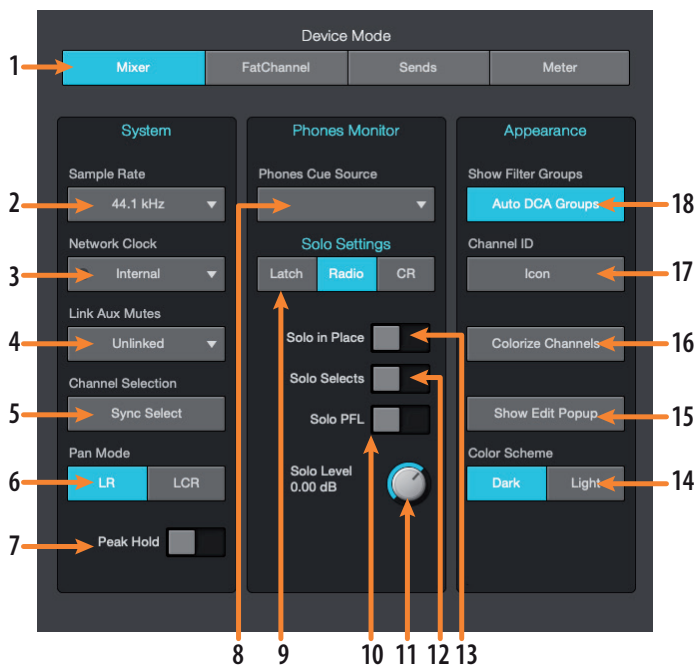 Device Mode
1 Mixer FatChannel Sends Meter
System
Sample Rate
2 44.1 kHz
Network Clock
3 Internal
Link Aux Mutes
4 Unlinked
Channel Selection
5 Sync Select
Pan Mode
6 LR LCR
7 Peak Hold
Phones Monitor
Phones Cue Source
Solo Settings
Latch Radio CR
Solo in Place
Solo Selects
Solo PFL
Solo Level
0.00 dB
Appearance
Show Filter Groups
Auto DCA Groups 18
Channel ID
Icon 17
Colorize Channels 16
Show Edit Popup 15
Color Scheme
Dark Light 14
8 9 10 11 12 13